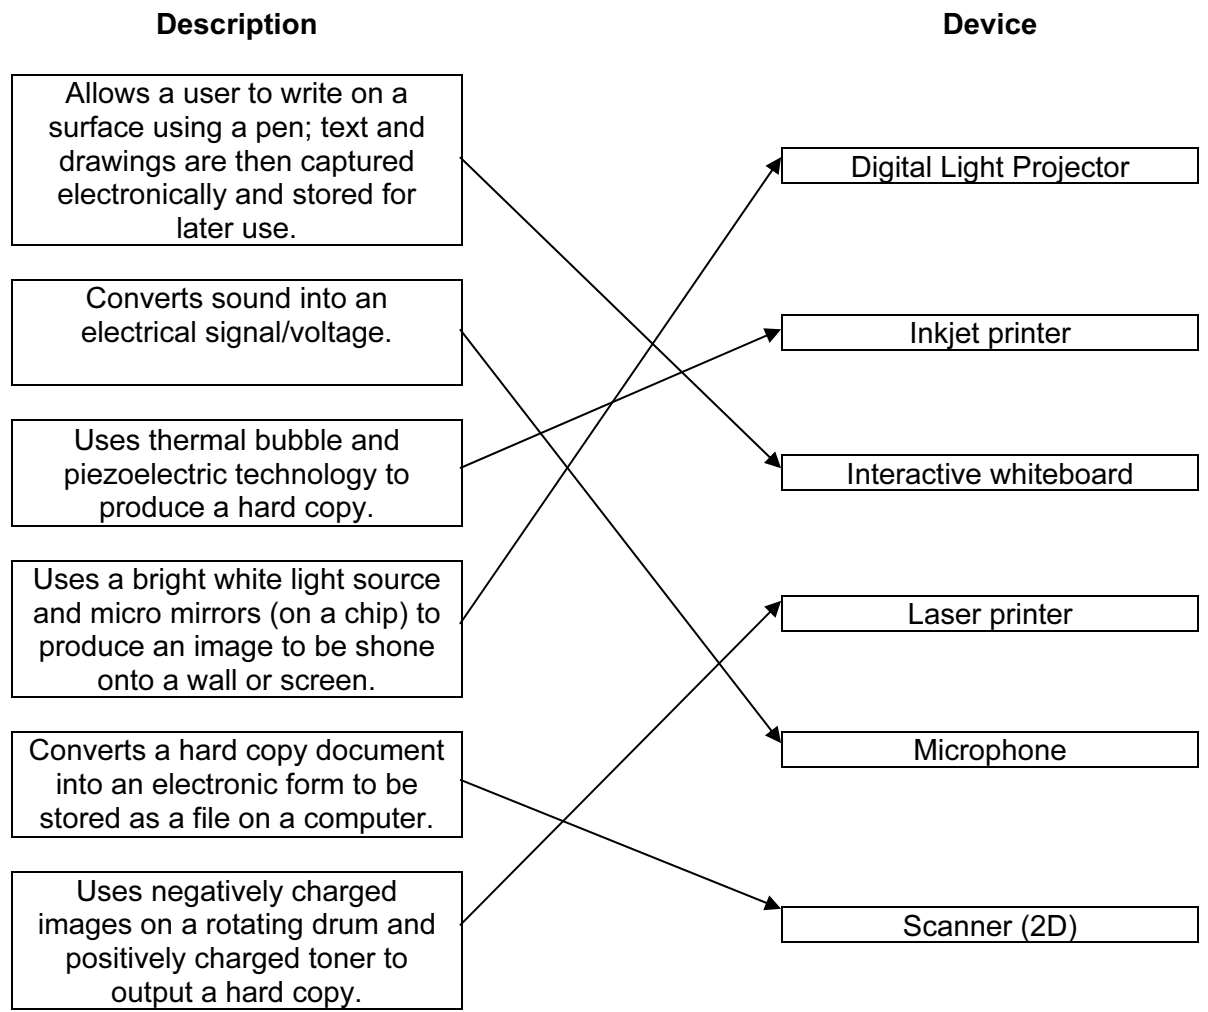 Description
Device
Allows a user to write on a
surface using a pen; text and
drawings are then captured
electronically and stored for
later use.
Digital Light Projector
Converts sound into an
electrical signal/voltage.
Inkjet printer
Uses thermal bubble and
piezoelectric technology to
produce a hard copy.
Interactive whiteboard
Uses a bright white light source
and micro mirrors (on a chip) to
produce an image to be shone
onto a wall or screen.
Laser printer
Converts a hard copy document
into an electronic form to be
stored as a file on a computer.
Microphone
Uses negatively charged
images on a rotating drum and
positively charged toner to
output a hard copy.
Scanner (2D)